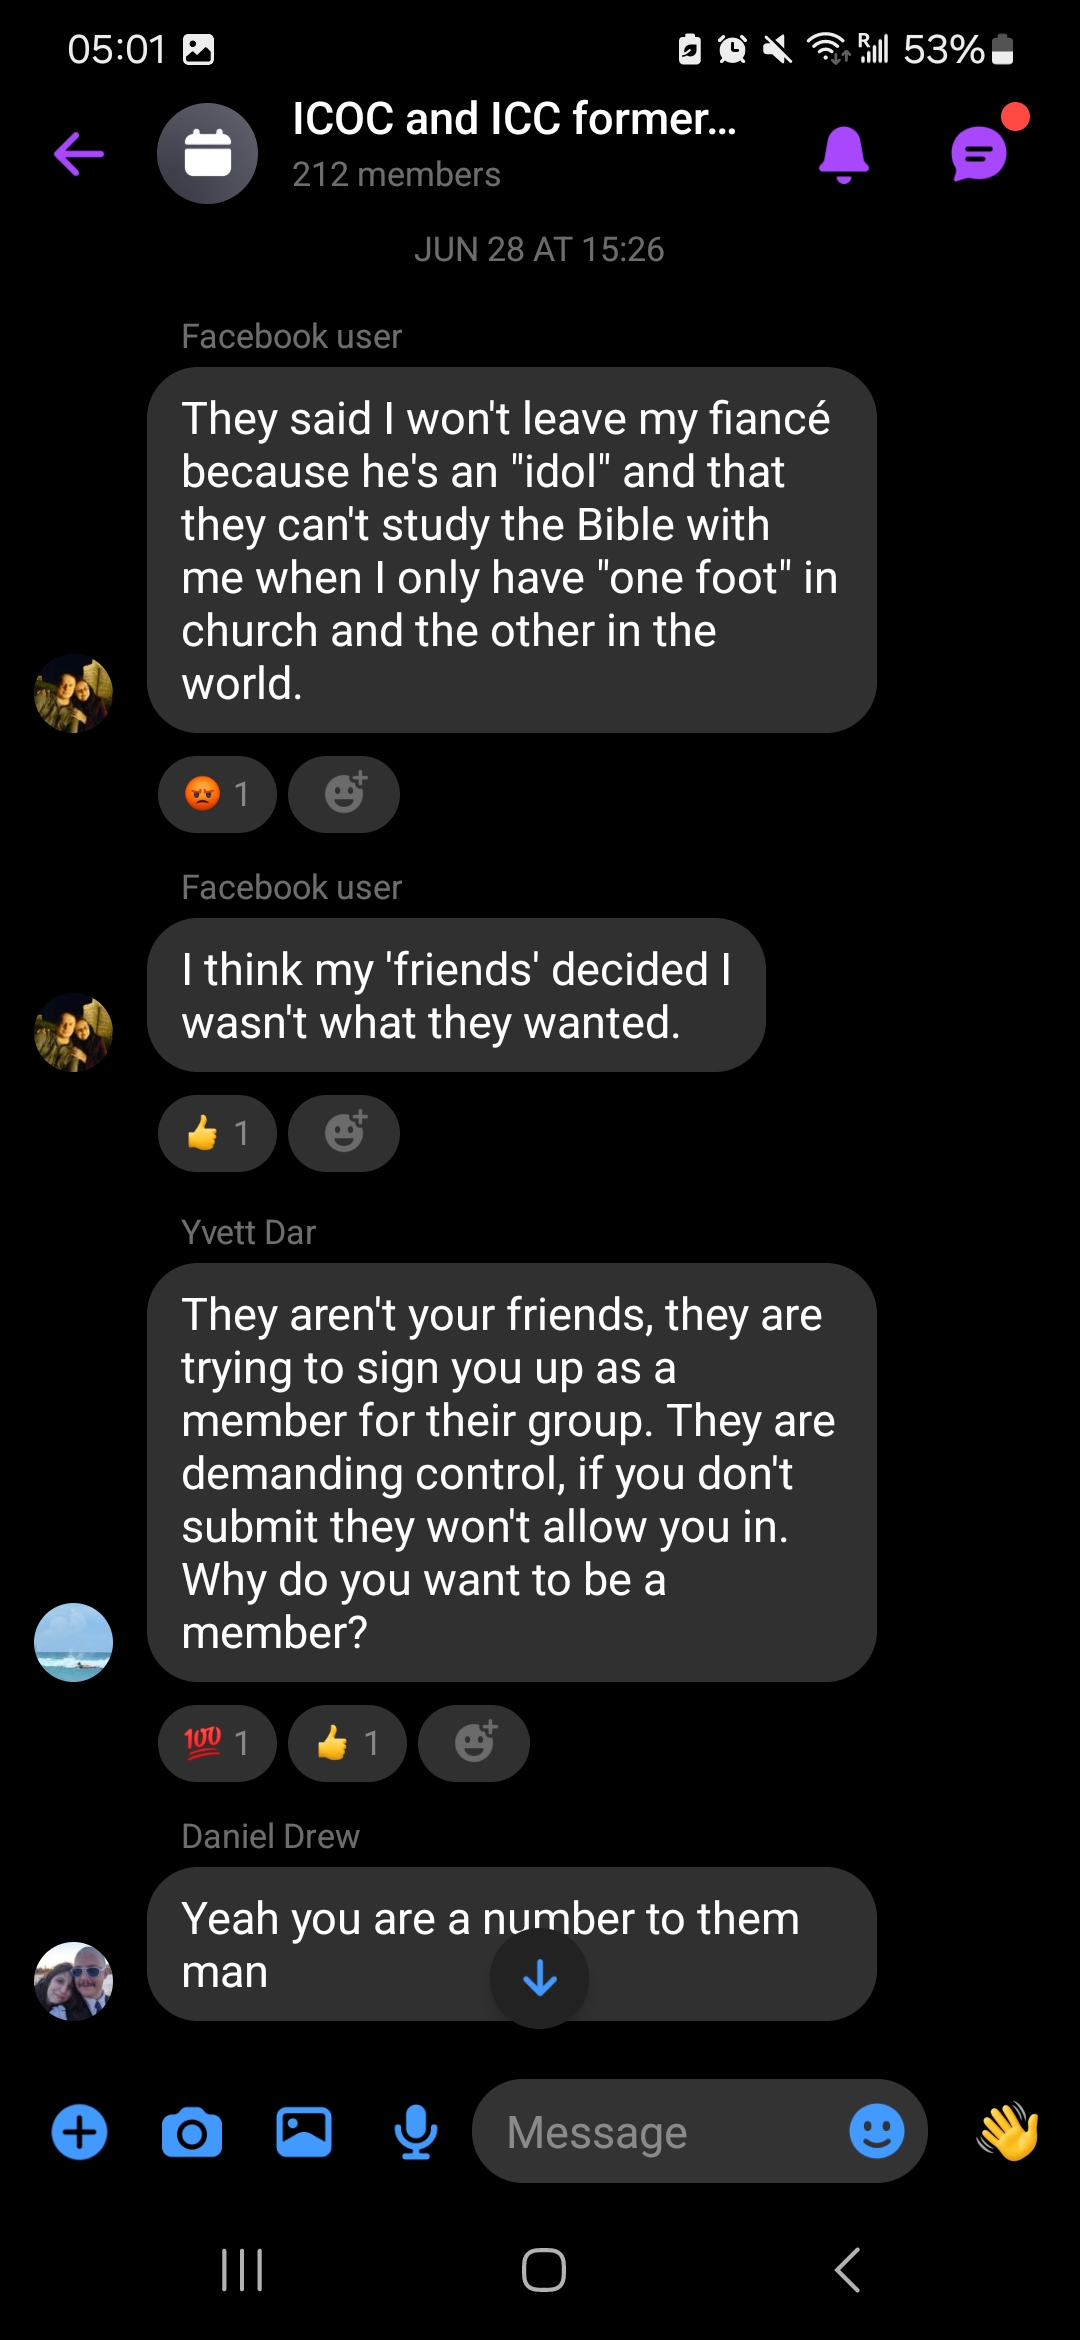 05:01
53%
ICOC and ICC former...
212 members
JUN 28 AT 15:26
Facebook user
They said I won't leave my fiancé
because he's an "idol" and that
they can't study the Bible with
me when I only have "one foot" in
church and the other in the
world.
😡 1
Facebook user
I think my 'friends' decided I
wasn't what they wanted.
👍 1
Yvett Dar
They aren't your friends, they are
trying to sign you up as a
member for their group. They are
demanding control, if you don't
submit they won't allow you in.
Why do you want to be a
member?
💯 1 👍 1
Daniel Drew
Yeah you are a number to them
man
Message